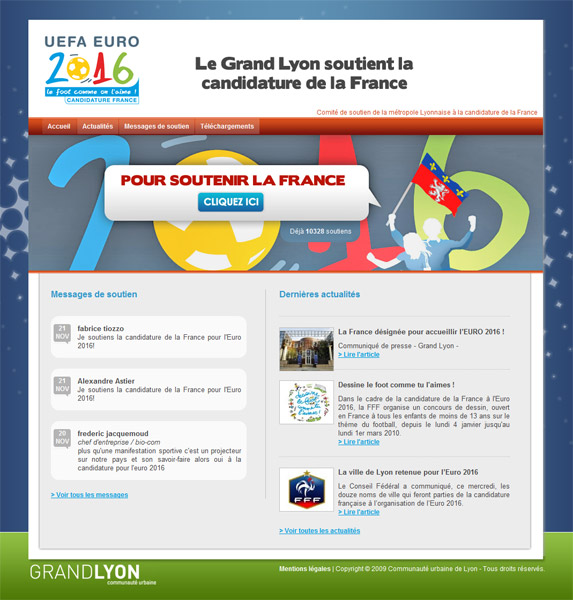 UEFA EURO
2016
le foot comme on l'aime !
CANDIDATURE FRANCE
Le Grand Lyon soutient la
candidature de la France
Comité de soutien de la métropole Lyonnaise à la candidature de la France
Accueil Actualités Messages de soutien Téléchargements
2016
POUR SOUTENIR LA FRANCE
CLIQUEZ ICI
Déjà 10328 soutiens
Messages de soutien
21 NOV
fabrice tiozzo
Je soutiens la candidature de la France pour l'Euro
2016!
21 NOV
Alexandre Astier
Je soutiens la candidature de la France pour l'Euro
2016!
20 NOV
frederic jacquemoud
chef d'entreprise / bio-com
plus qu'une manifestation sportive c'est un projecteur
sur notre pays et son savoir-faire alors oui à la
candidature pour l'euro 2016
> Voir tous les messages
Dernières actualités
La France désignée pour accueillir l'EURO 2016 !
Communiqué de presse - Grand Lyon -
> Lire l'article
Dessine le foot comme tu l'aimes !
Dans le cadre de la candidature de la France à l'Euro
2016, la FFF organise un concours de dessin, ouvert
en France à tous les enfants de moins de 13 ans sur le
thème du football, depuis le lundi 4 janvier jusqu'au
lundi 1er mars 2010.
> Lire l'article
La ville de Lyon retenue pour l'Euro 2016
FFF
Le Conseil Fédéral a communiqué, ce mercredi, les
douze noms de ville qui feront parties de la candidature
française à l'organisation de l'Euro 2016.
> Lire l'article
> Voir toutes les actualités
GRANDLYON
communauté urbaine
Mentions légales | Copyright © 2009 Communauté urbaine de Lyon - Tous droits réservés.